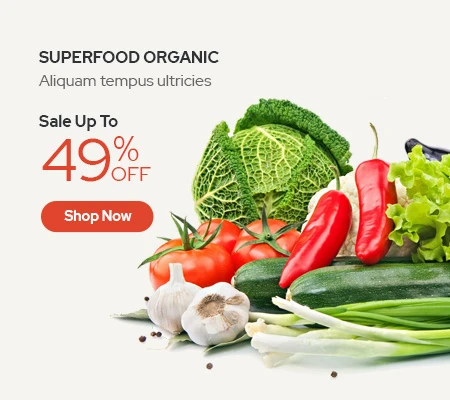 SUPERFOOD ORGANIC
Aliquam tempus ultricies
Sale Up To
49% OFF
Shop Now